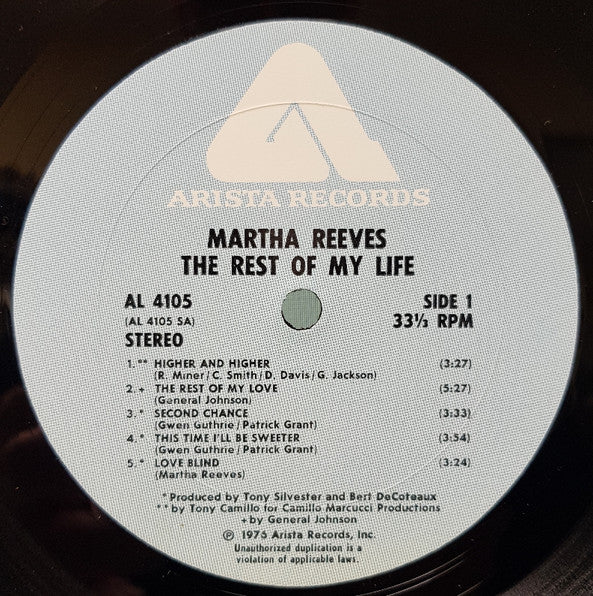 ARISTA RECORDS
MARTHA REEVES
THE REST OF MY LIFE
AL 4105 SIDE 1
(AL 4105 SA) 33⅓ RPM
STEREO
1.** HIGHER AND HIGHER (3:27)
(R. Miner/C. Smith/D. Davis/G. Jackson)
2.+ THE REST OF MY LOVE (5:27)
(General Johnson)
3.* SECOND CHANCE (3:33)
(Gwen Guthrie/Patrick Grant)
4.* THIS TIME I'LL BE SWEETER (3:54)
(Gwen Guthrie/Patrick Grant)
5.* LOVE BLIND (3:24)
(Martha Reeves)
*Produced by Tony Silvester and Bert DeCoteaux
**by Tony Camillo for Camillo Marcucci Productions
+by General Johnson
℗ 1976 Arista Records, Inc.
Unauthorized duplication is a
violation of applicable laws.